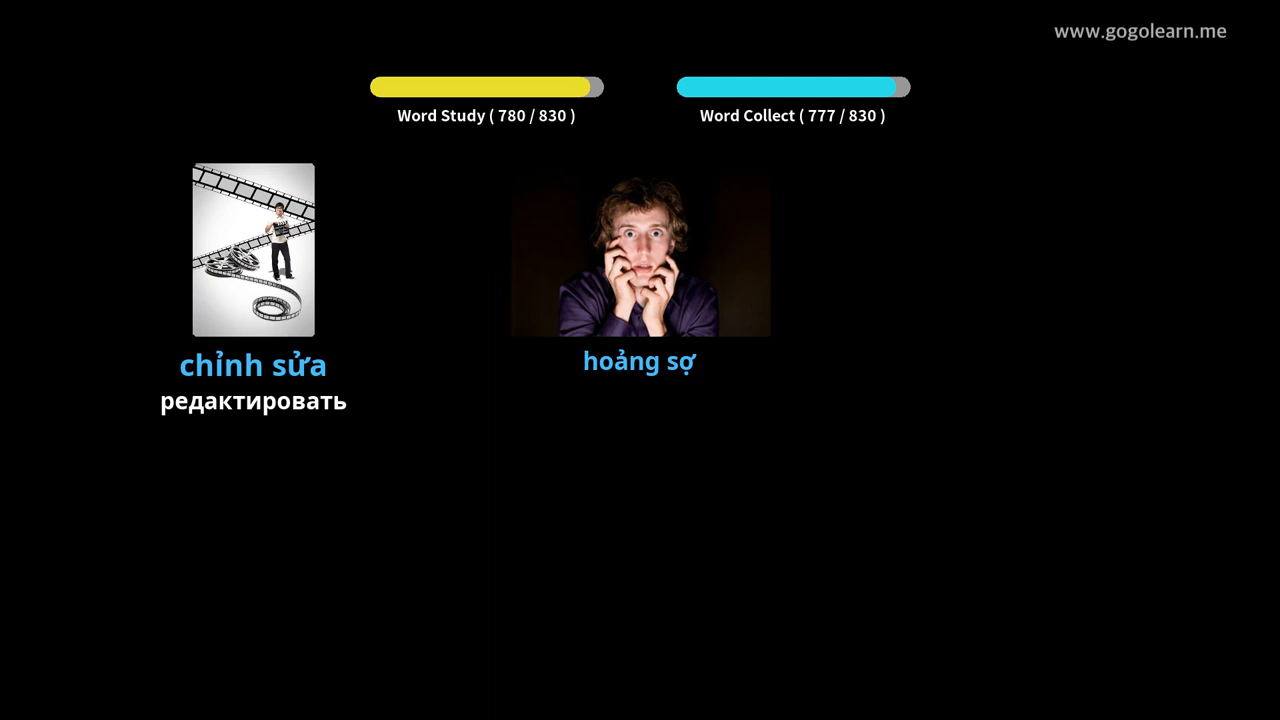 www.gogolearn.me
Word Study ( 780 / 830 )
Word Collect ( 777 / 830 )
chỉnh sửa
редактировать
hoảng sợ